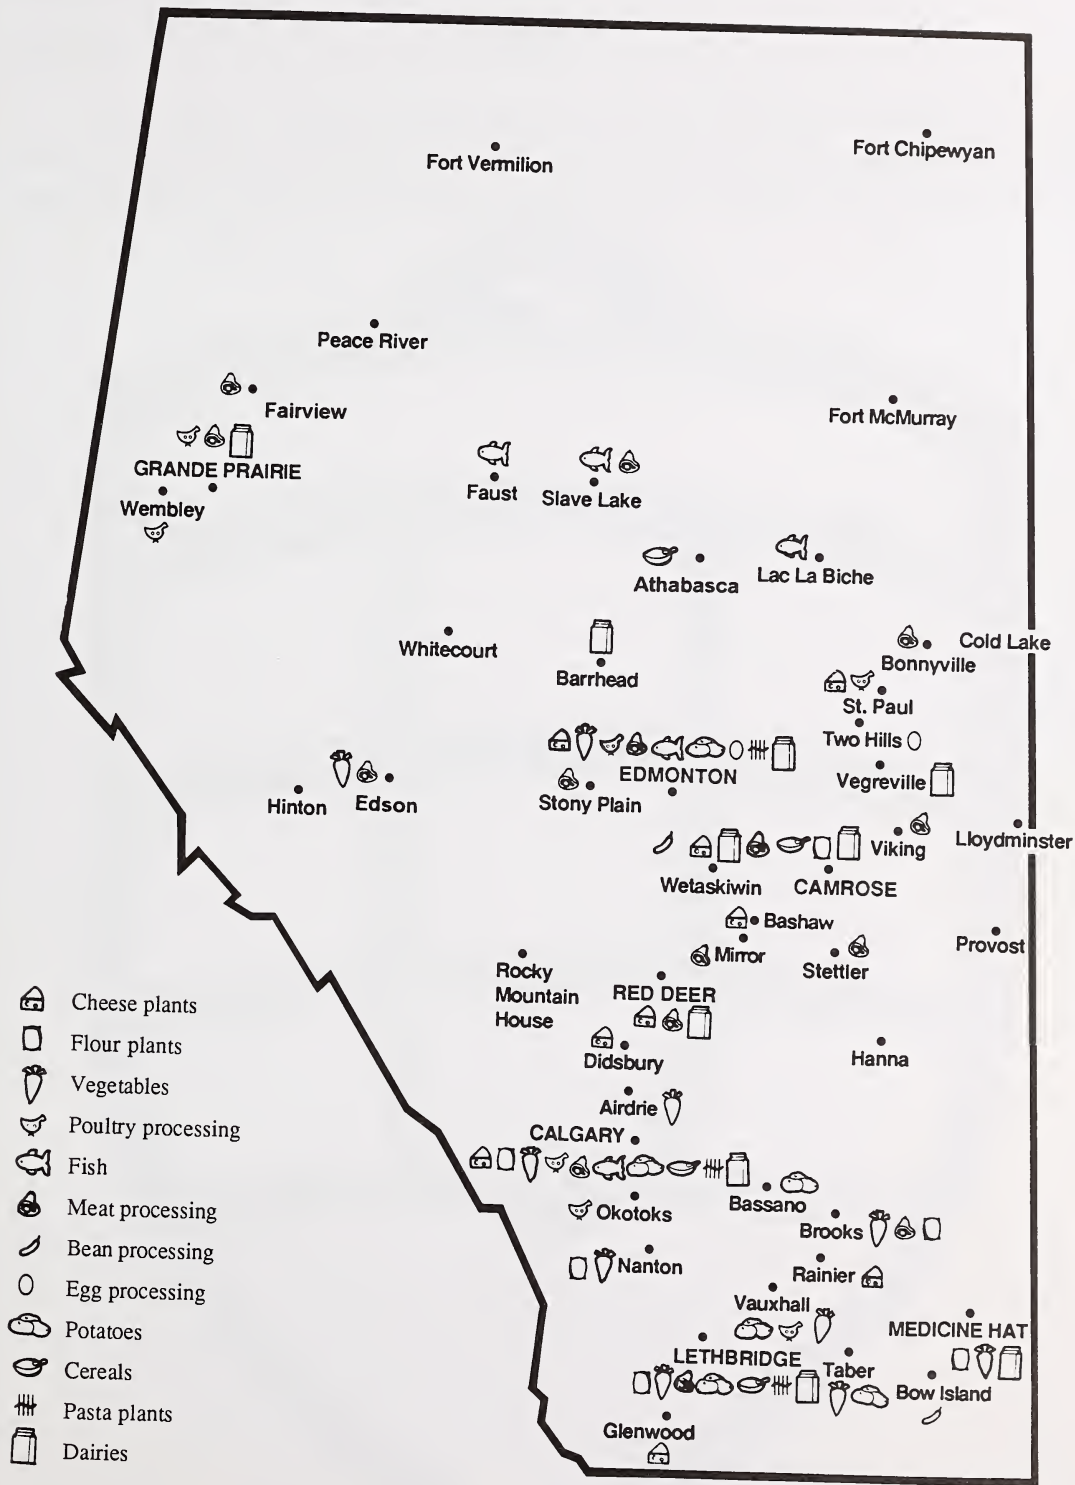 Fort Vermilion
Fort Chipewyan
Peace River
Fairview
Fort McMurray
GRANDE PRAIRIE
Wembley
Faust
Slave Lake
Athabasca
Lac La Biche
Whitecourt
Barrhead
Cold Lake
Bonnyville
St. Paul
Two Hills
EDMONTON
Vegreville
Hinton
Edson
Stony Plain
Viking
Lloydminster
Wetaskiwin
CAMROSE
Bashaw
Mirror
Stettler
Provost
Rocky
Mountain
House
RED DEER
Didsbury
Hanna
Airdrie
CALGARY
Bassano
Okotoks
Brooks
Nanton
Rainier
Vauxhall
MEDICINE HAT
LETHBRIDGE
Taber
Bow Island
Glenwood
Cheese plants
Flour plants
Vegetables
Poultry processing
Fish
Meat processing
Bean processing
Egg processing
Potatoes
Cereals
Pasta plants
Dairies